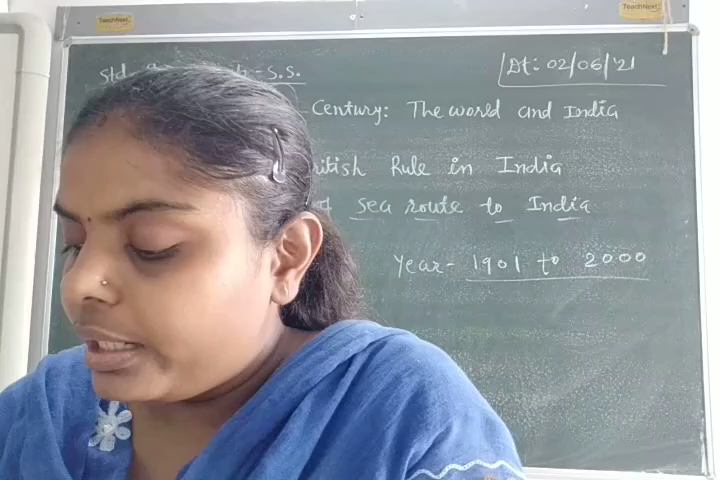 TeachNext
TeachNext
Std. - S.S.
Dt: 02/06/'21
Century: The world and India
ritish Rule in India
sea route to India
Year- 1901 to 2000